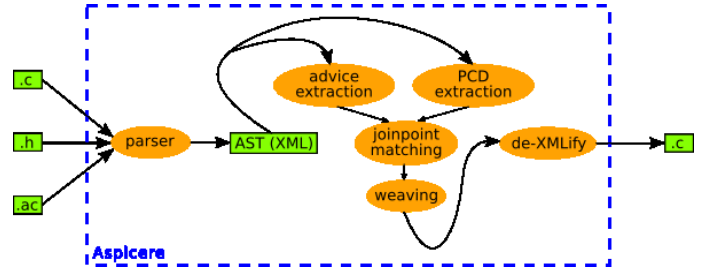 .c
.h
.ac
parser
AST (XML)
advice
extraction
PCD
extraction
joinpoint
matching
weaving
de-XMLify
.c
Aspicere